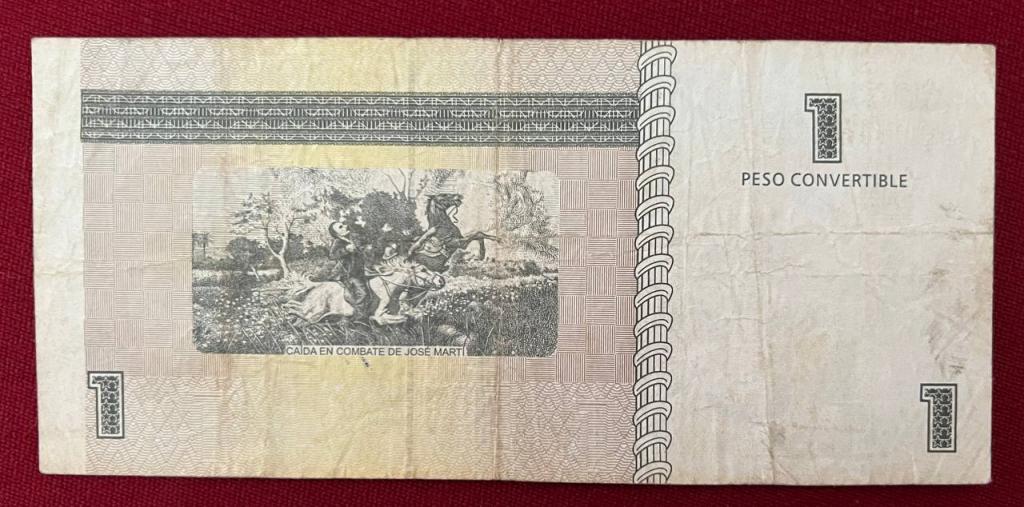 1
PESO CONVERTIBLE
CAÍDA EN COMBATE DE JOSÉ MARTÍ
1
1